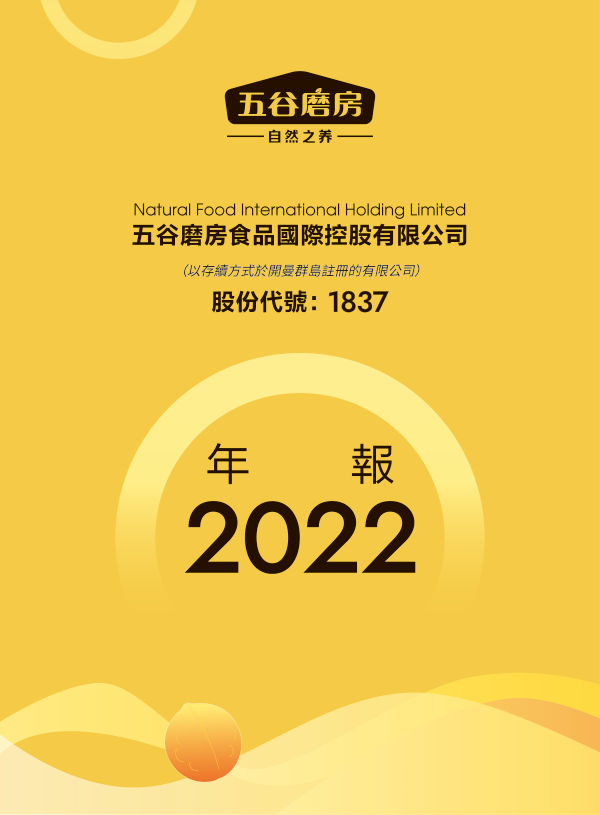 五谷磨房
自然之养
Natural Food International Holding Limited
五谷磨房食品國際控股有限公司
（以存續方式於開曼群島註冊的有限公司）
股份代號：1837
年 報
2022